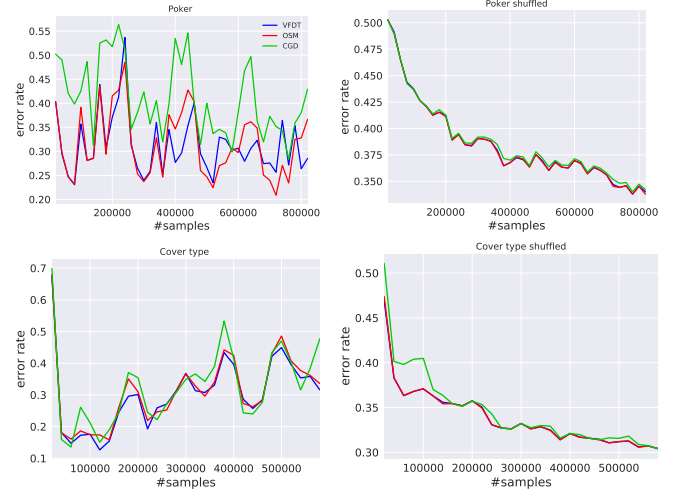 Poker
0.55
0.50
0.45
0.40
0.35
0.30
0.25
0.20
error rate
VFDT
OSM
CGD
200000 400000 600000 800000
#samples
Poker shuffled
0.500
0.475
0.450
0.425
0.400
0.375
0.350
error rate
200000 400000 600000 800000
#samples
Cover type
0.7
0.6
0.5
0.4
0.3
0.2
0.1
error rate
100000 200000 300000 400000 500000
#samples
Cover type shuffled
0.50
0.45
0.40
0.35
0.30
error rate
100000 200000 300000 400000 500000
#samples